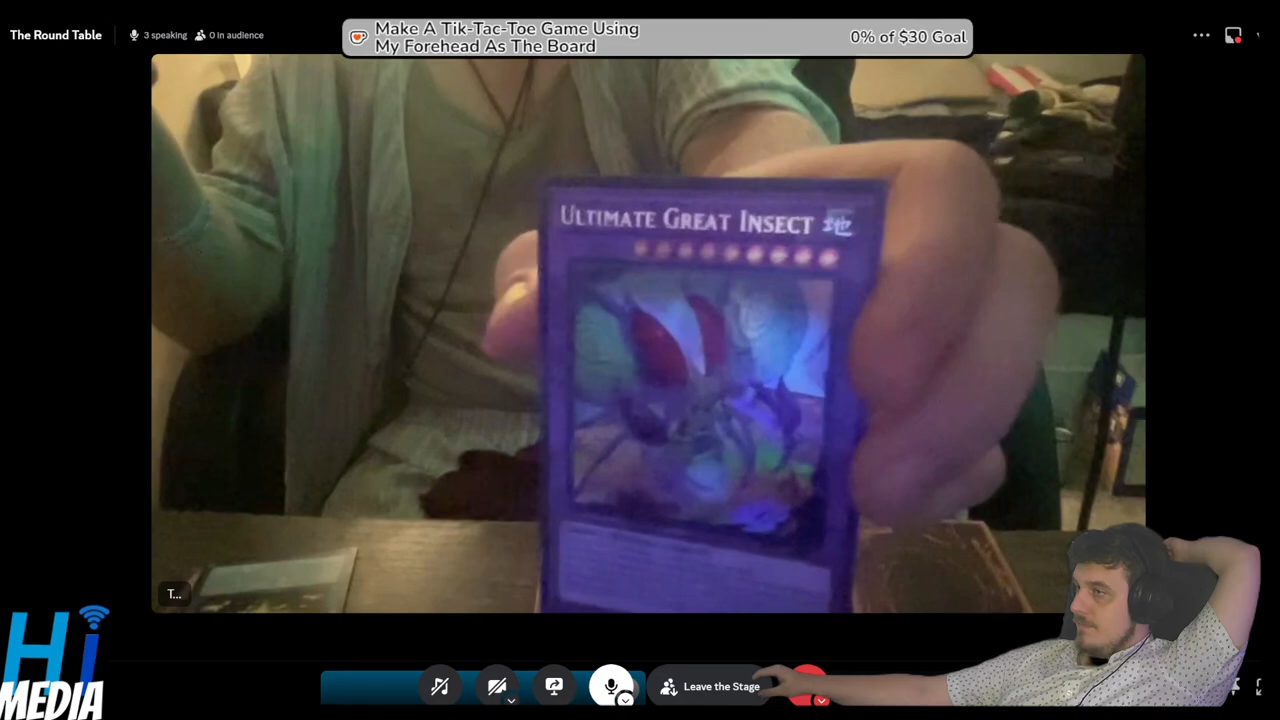 The Round Table
3 speaking
0 in audience
Make A Tik-Tac-Toe Game Using
My Forehead As The Board
0% of $30 Goal
ULTIMATE GREAT INSECT 地
T...
Leave the Stage
Hi
MEDIA